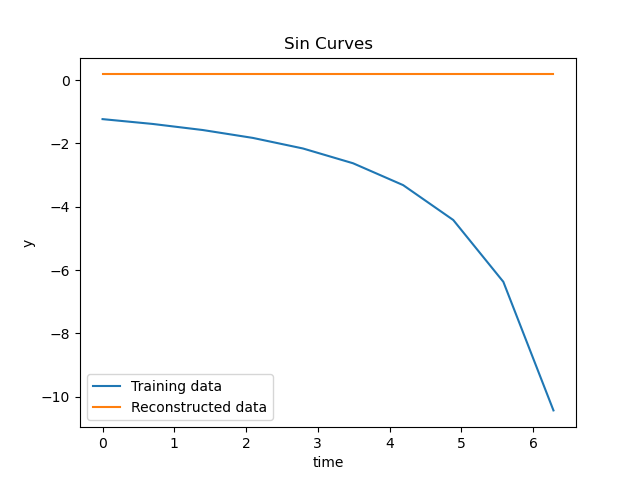 Sin Curves
y
0
−2
−4
−6
−8
−10
Training data
Reconstructed data
0 1 2 3 4 5 6
time